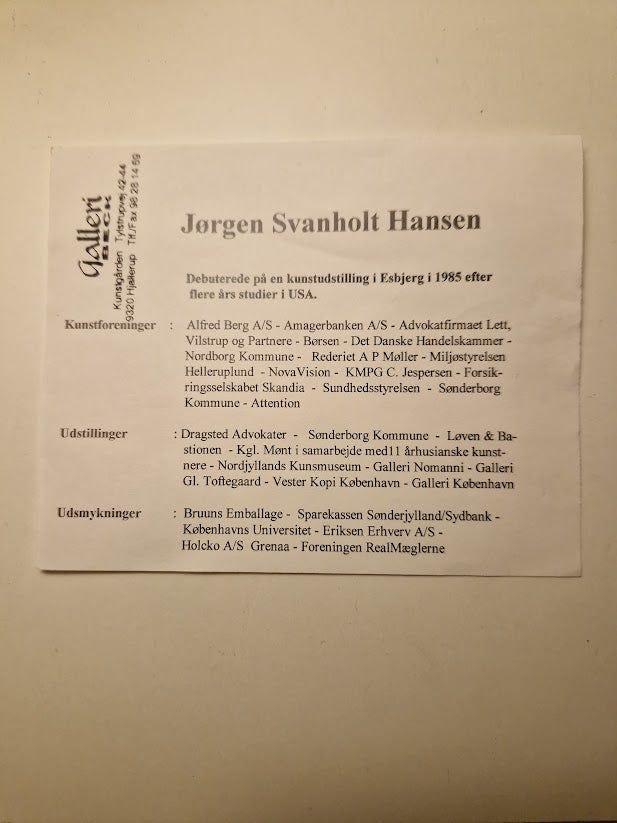 Galleri
BECK
Kunstgården Tylstrupvej 42-44
9320 Hjallerup Tlf./Fax 98 28 14 69
Jørgen Svanholt Hansen
Debuterede på en kunstudstilling i Esbjerg i 1985 efter
flere års studier i USA.
Kunstforeninger : Alfred Berg A/S - Amagerbanken A/S - Advokatfirmaet Lett,
Vilstrup og Partnere - Børsen - Det Danske Handelskammer -
Nordborg Kommune - Rederiet A P Møller - Miljøstyrelsen
Helleruplund - NovaVision - KMPG C. Jespersen - Forsik-
ringsselskabet Skandia - Sundhedsstyrelsen - Sønderborg
Kommune - Attention
Udstillinger : Dragsted Advokater - Sønderborg Kommune - Løven & Ba-
stionen - Kgl. Mønt i samarbejde med11 århusianske kunst-
nere - Nordjyllands Kunsmuseum - Galleri Nomanni - Galleri
Gl. Toftegaard - Vester Kopi København - Galleri København
Udsmykninger : Bruuns Emballage - Sparekassen Sønderjylland/Sydbank -
Københavns Universitet - Eriksen Erhverv A/S -
Holcko A/S Grenaa - Foreningen RealMæglerne